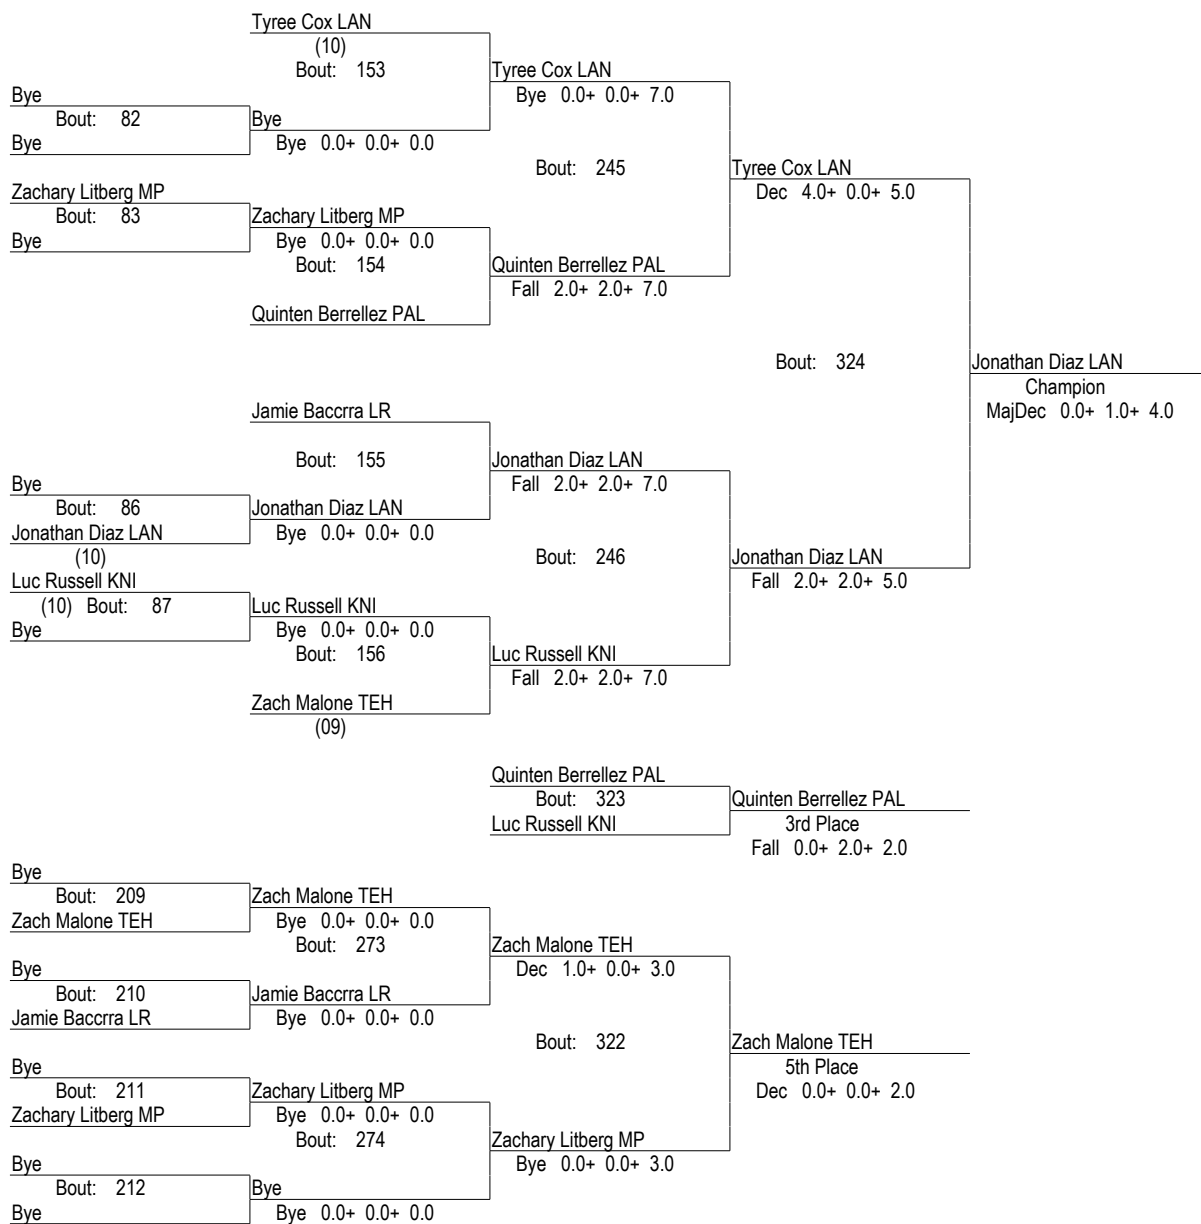 Tyree Cox LAN
(10)
Bout: 153
Tyree Cox LAN
Bye 0.0+ 0.0+ 7.0
Bye
Bout: 82
Bye
Bye
Bye 0.0+ 0.0+ 0.0
Bout: 245
Tyree Cox LAN
Dec 4.0+ 0.0+ 5.0
Zachary Litberg MP
Bout: 83
Bye
Zachary Litberg MP
Bye 0.0+ 0.0+ 0.0
Bout: 154
Quinten Berrellez PAL
Fall 2.0+ 2.0+ 7.0
Quinten Berrellez PAL
Bout: 324
Jonathan Diaz LAN
Champion
MajDec 0.0+ 1.0+ 4.0
Jamie Baccrra LR
Bout: 155
Jonathan Diaz LAN
Fall 2.0+ 2.0+ 7.0
Bye
Bout: 86
Jonathan Diaz LAN
(10)
Jonathan Diaz LAN
Bye 0.0+ 0.0+ 0.0
Bout: 246
Jonathan Diaz LAN
Fall 2.0+ 2.0+ 5.0
Luc Russell KNI
(10) Bout: 87
Bye
Luc Russell KNI
Bye 0.0+ 0.0+ 0.0
Bout: 156
Luc Russell KNI
Fall 2.0+ 2.0+ 7.0
Zach Malone TEH
(09)
Quinten Berrellez PAL
Bout: 323
Luc Russell KNI
Quinten Berrellez PAL
3rd Place
Fall 0.0+ 2.0+ 2.0
Bye
Bout: 209
Zach Malone TEH
Zach Malone TEH
Bye 0.0+ 0.0+ 0.0
Bout: 273
Zach Malone TEH
Dec 1.0+ 0.0+ 3.0
Bye
Bout: 210
Jamie Baccrra LR
Jamie Baccrra LR
Bye 0.0+ 0.0+ 0.0
Bout: 322
Zach Malone TEH
5th Place
Dec 0.0+ 0.0+ 2.0
Bye
Bout: 211
Zachary Litberg MP
Zachary Litberg MP
Bye 0.0+ 0.0+ 0.0
Bout: 274
Zachary Litberg MP
Bye 0.0+ 0.0+ 3.0
Bye
Bout: 212
Bye
Bye
Bye 0.0+ 0.0+ 0.0